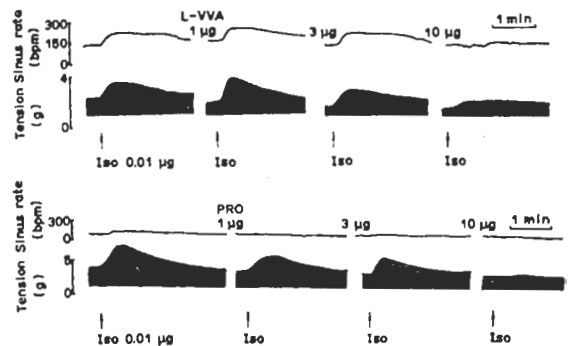 L-VVA
300
150
0
Sinus rate
(bpm)
1 µg
3 µg
10 µg
1 min
4
0
Tension
(g)
Iso 0.01 µg
Iso
Iso
Iso
PRO
300
0
Sinus rate
(bpm)
1 µg
3 µg
10 µg
1 min
0
Tension
(g)
Iso 0.01 µg
Iso
Iso
Iso